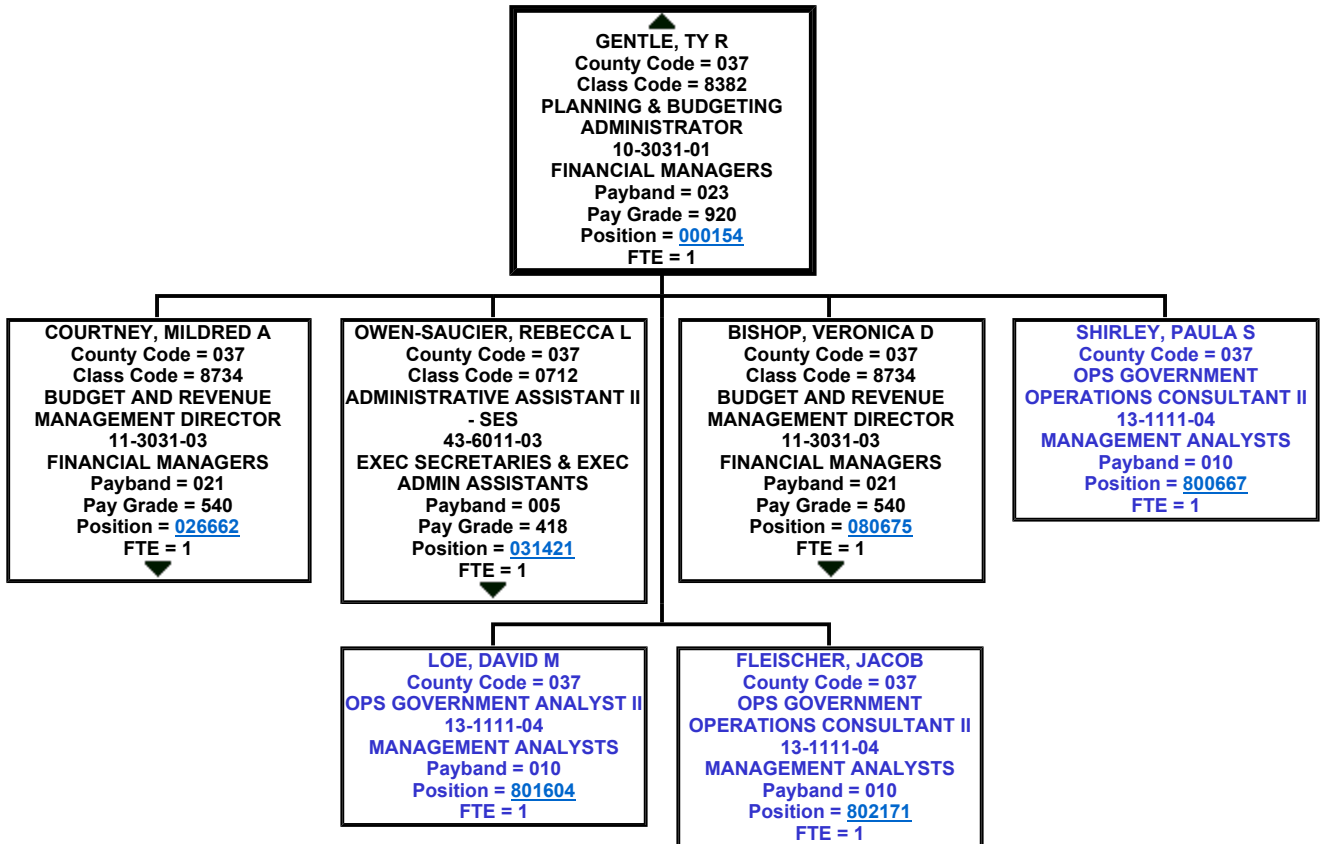 GENTLE, TY R
County Code = 037
Class Code = 8382
PLANNING & BUDGETING
ADMINISTRATOR
10-3031-01
FINANCIAL MANAGERS
Payband = 023
Pay Grade = 920
Position = 000154
FTE = 1
COURTNEY, MILDRED A
County Code = 037
Class Code = 8734
BUDGET AND REVENUE
MANAGEMENT DIRECTOR
11-3031-03
FINANCIAL MANAGERS
Payband = 021
Pay Grade = 540
Position = 026662
FTE = 1
OWEN-SAUCIER, REBECCA L
County Code = 037
Class Code = 0712
ADMINISTRATIVE ASSISTANT II
- SES
43-6011-03
EXEC SECRETARIES & EXEC
ADMIN ASSISTANTS
Payband = 005
Pay Grade = 418
Position = 031421
FTE = 1
BISHOP, VERONICA D
County Code = 037
Class Code = 8734
BUDGET AND REVENUE
MANAGEMENT DIRECTOR
11-3031-03
FINANCIAL MANAGERS
Payband = 021
Pay Grade = 540
Position = 080675
FTE = 1
SHIRLEY, PAULA S
County Code = 037
OPS GOVERNMENT
OPERATIONS CONSULTANT II
13-1111-04
MANAGEMENT ANALYSTS
Payband = 010
Position = 800667
FTE = 1
LOE, DAVID M
County Code = 037
OPS GOVERNMENT ANALYST II
13-1111-04
MANAGEMENT ANALYSTS
Payband = 010
Position = 801604
FTE = 1
FLEISCHER, JACOB
County Code = 037
OPS GOVERNMENT
OPERATIONS CONSULTANT II
13-1111-04
MANAGEMENT ANALYSTS
Payband = 010
Position = 802171
FTE = 1